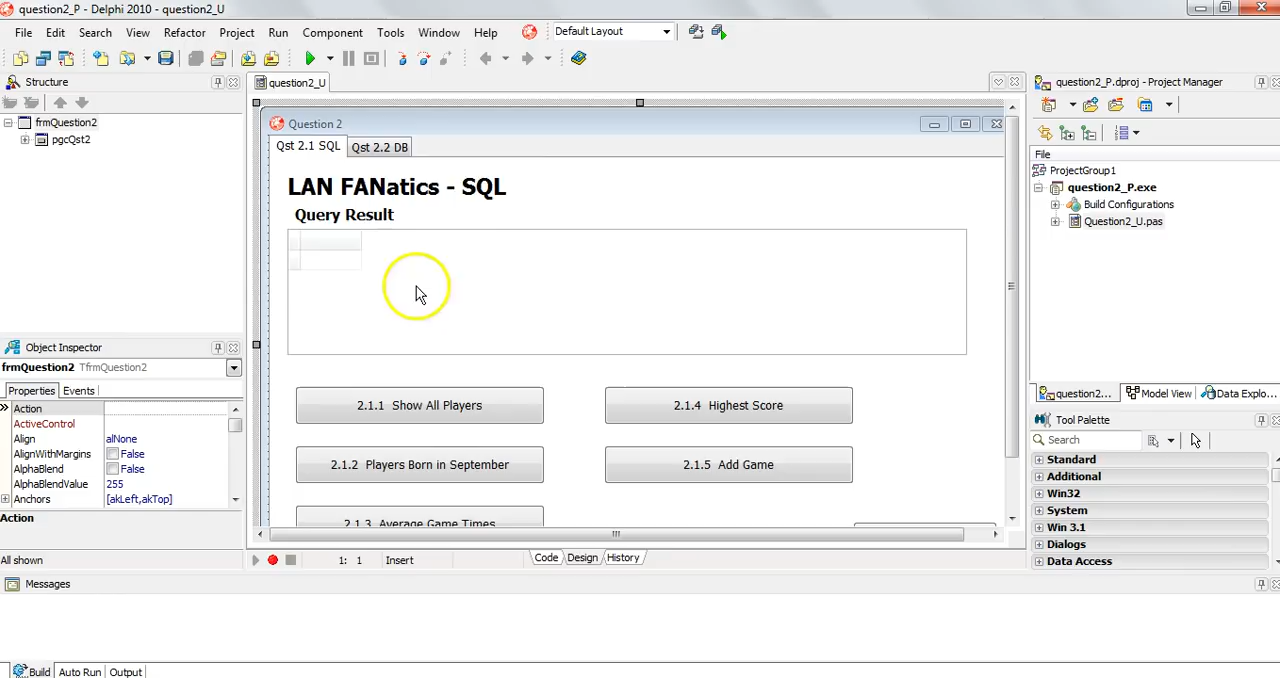 question2_P - Delphi 2010 - question2_U
File Edit Search View Refactor Project Run Component Tools Window Help Default Layout
Structure
frmQuestion2
pgcQst2
question2_U
Question 2
Qst 2.1 SQL Qst 2.2 DB
LAN FANatics - SQL
Query Result
2.1.1 Show All Players
2.1.4 Highest Score
2.1.2 Players Born in September
2.1.5 Add Game
2.1.3 Average Game Times
Object Inspector
frmQuestion2 TfrmQuestion2
Properties Events
Action
ActiveControl
Align alNone
AlignWithMargins False
AlphaBlend False
AlphaBlendValue 255
Anchors [akLeft,akTop]
Action
All shown
1: 1 Insert Code Design History
question2_P.dproj - Project Manager
File
ProjectGroup1
question2_P.exe
Build Configurations
Question2_U.pas
question2... Model View Data Explo...
Tool Palette
Search
Standard
Additional
Win32
System
Win 3.1
Dialogs
Data Access
Messages
Build Auto Run Output